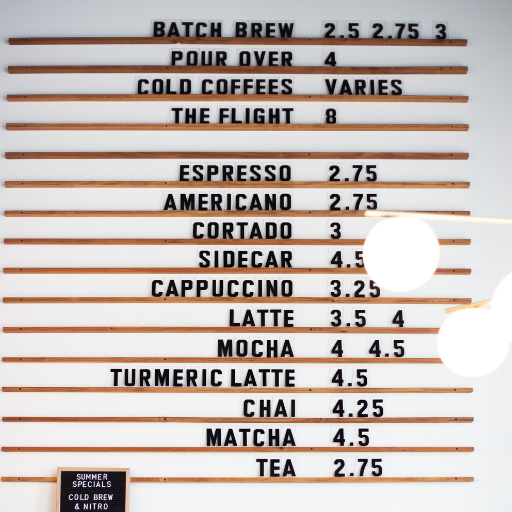 BATCH BREW 2.5 2.75 3
POUR OVER 4
COLD COFFEES VARIES
THE FLIGHT 8
ESPRESSO 2.75
AMERICANO 2.75
CORTADO 3
SIDECAR 4.5
CAPPUCCINO 3.25
LATTE 3.5 4
MOCHA 4 4.5
TURMERIC LATTE 4.5
CHAI 4.25
MATCHA 4.5
TEA 2.75
SUMMER
SPECIALS
COLD BREW
& NITRO